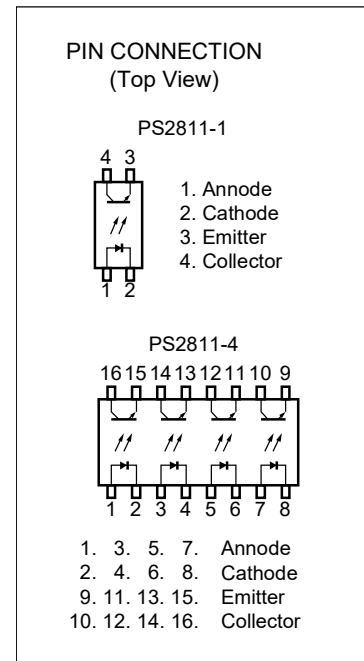 PIN CONNECTION
(Top View)
PS2811-1
4 3
1. Annode
2. Cathode
3. Emitter
4. Collector
1 2
PS2811-4
16 15 14 13 12 11 10 9
1 2 3 4 5 6 7 8
1. 3. 5. 7. Annode
2. 4. 6. 8. Cathode
9. 11. 13. 15. Emitter
10. 12. 14. 16. Collector